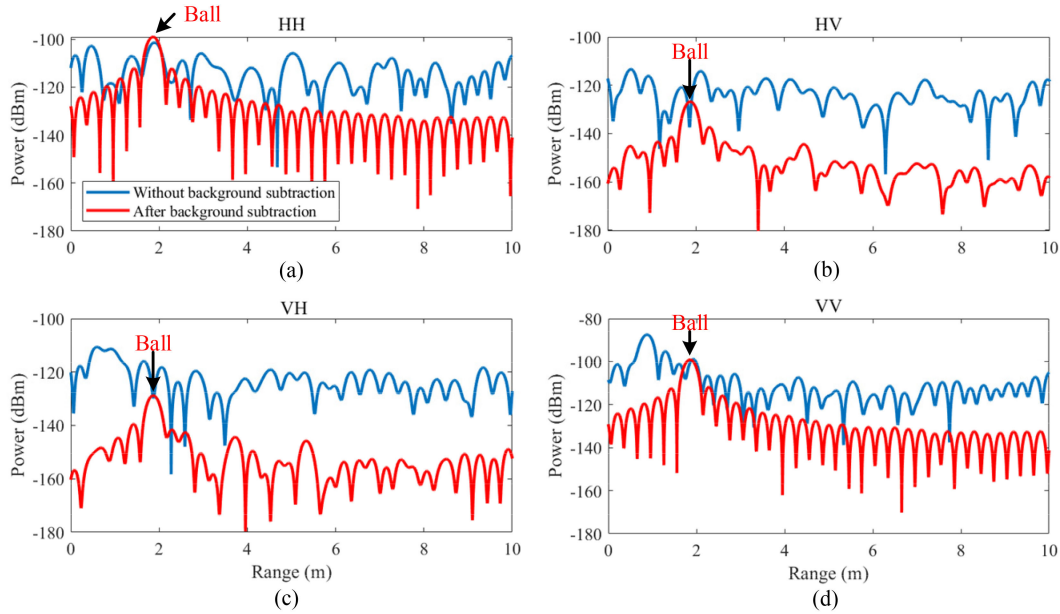 Ball
HH
-100
-120
-140
-160
-180
Power (dBm)
Without background subtraction
After background subtraction
0
2
4
6
8
10
(a)
HV
Ball
-100
-120
-140
-160
-180
Power (dBm)
0
2
4
6
8
10
(b)
VH
Ball
-100
-120
-140
-160
-180
Power (dBm)
0
2
4
6
8
10
Range (m)
(c)
VV
Ball
-80
-100
-120
-140
-160
-180
Power (dBm)
0
2
4
6
8
10
Range (m)
(d)